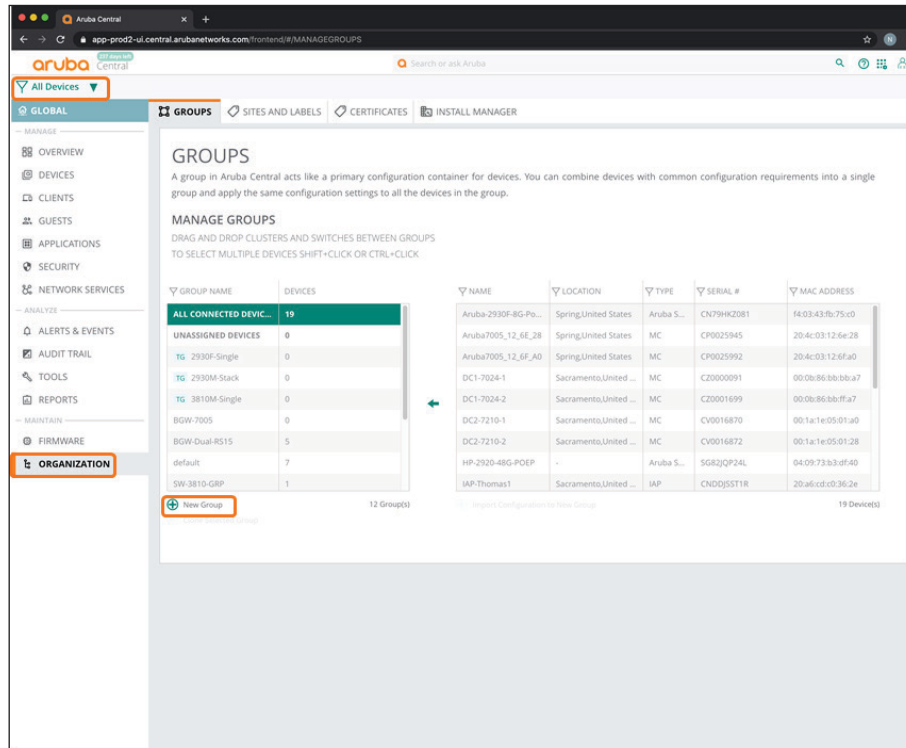 Aruba Central
app-prod2-ui.central.arubanetworks.com/frontend/#/MANAGEGROUPS
aruba Central
Search or ask Aruba
All Devices
GLOBAL
MANAGE
OVERVIEW
DEVICES
CLIENTS
GUESTS
APPLICATIONS
SECURITY
NETWORK SERVICES
ANALYZE
ALERTS & EVENTS
AUDIT TRAIL
TOOLS
REPORTS
MAINTAIN
FIRMWARE
ORGANIZATION
GROUPS SITES AND LABELS CERTIFICATES INSTALL MANAGER
GROUPS
A group in Aruba Central acts like a primary configuration container for devices. You can combine devices with common configuration requirements into a single
group and apply the same configuration settings to all the devices in the group.
MANAGE GROUPS
DRAG AND DROP CLUSTERS AND SWITCHES BETWEEN GROUPS
TO SELECT MULTIPLE DEVICES SHIFT+CLICK OR CTRL+CLICK
GROUP NAME DEVICES
ALL CONNECTED DEVIC... 19
UNASSIGNED DEVICES 0
TG 2930F-Single 0
TG 2930M-Stack 0
TG 3810M-Single 0
BGW-7005 0
BGW-Dual-RS15 5
default 7
SW-3810-GRP 1
New Group 12 Group(s)
Clone Selected Group
NAME LOCATION TYPE SERIAL # MAC ADDRESS
Aruba-2930F-8G-Po... Spring,United States Aruba S... CN79HKZ081 f4:03:43:fb:75:c0
Aruba7005_12_6E_28 Spring,United States MC CP0025945 20:4c:03:12:6e:28
Aruba7005_12_6F_A0 Spring,United States MC CP0025992 20:4c:03:12:6f:a0
DC1-7024-1 Sacramento,United ... MC CZ0000091 00:0b:86:bb:bb:a7
DC1-7024-2 Sacramento,United ... MC CZ0001699 00:0b:86:bb:ff:a7
DC2-7210-1 Sacramento,United ... MC CV0016870 00:1a:1e:05:01:a0
DC2-7210-2 Sacramento,United ... MC CV0016872 00:1a:1e:05:01:28
HP-2920-48G-POEP - Aruba S... SG82JQP24L 04:09:73:b3:df:40
IAP-Thomas1 Sacramento,United ... IAP CNDDJSST1R 20:a6:cd:c0:36:2e
Import Configuration to New Group 19 Device(s)